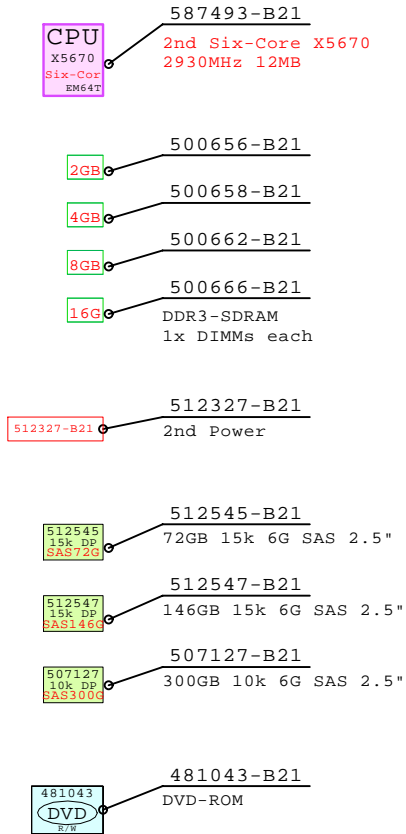 587493-B21
CPU
X5670
Six-Cor
EM64T
2nd Six-Core X5670
2930MHz 12MB
500656-B21
2GB
500658-B21
4GB
500662-B21
8GB
500666-B21
16G
DDR3-SDRAM
1x DIMMs each
512327-B21
512327-B21
2nd Power
512545-B21
512545
15k DP
SAS72G
72GB 15k 6G SAS 2.5"
512547-B21
512547
15k DP
SAS146G
146GB 15k 6G SAS 2.5"
507127-B21
507127
10k DP
SAS300G
300GB 10k 6G SAS 2.5"
481043-B21
481043
DVD
R/W
DVD-ROM